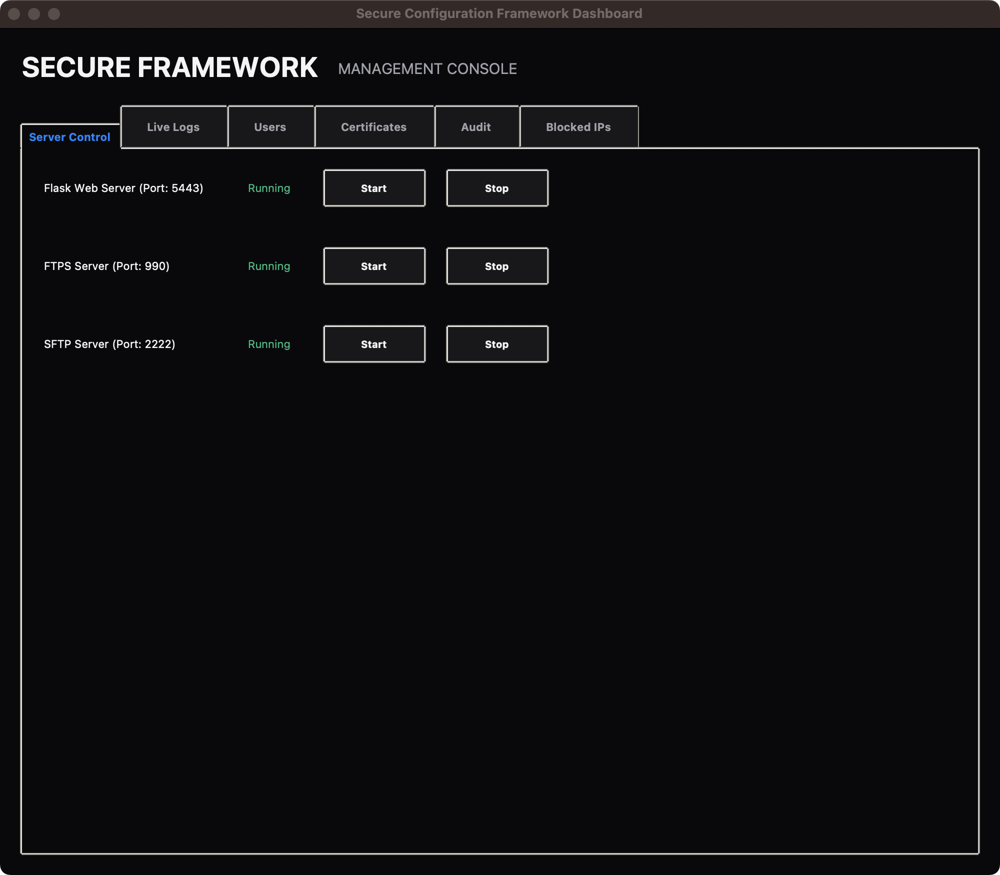 Secure Configuration Framework Dashboard
SECURE FRAMEWORK MANAGEMENT CONSOLE
Server Control Live Logs Users Certificates Audit Blocked IPs
Flask Web Server (Port: 5443) Running Start Stop
FTPS Server (Port: 990) Running Start Stop
SFTP Server (Port: 2222) Running Start Stop